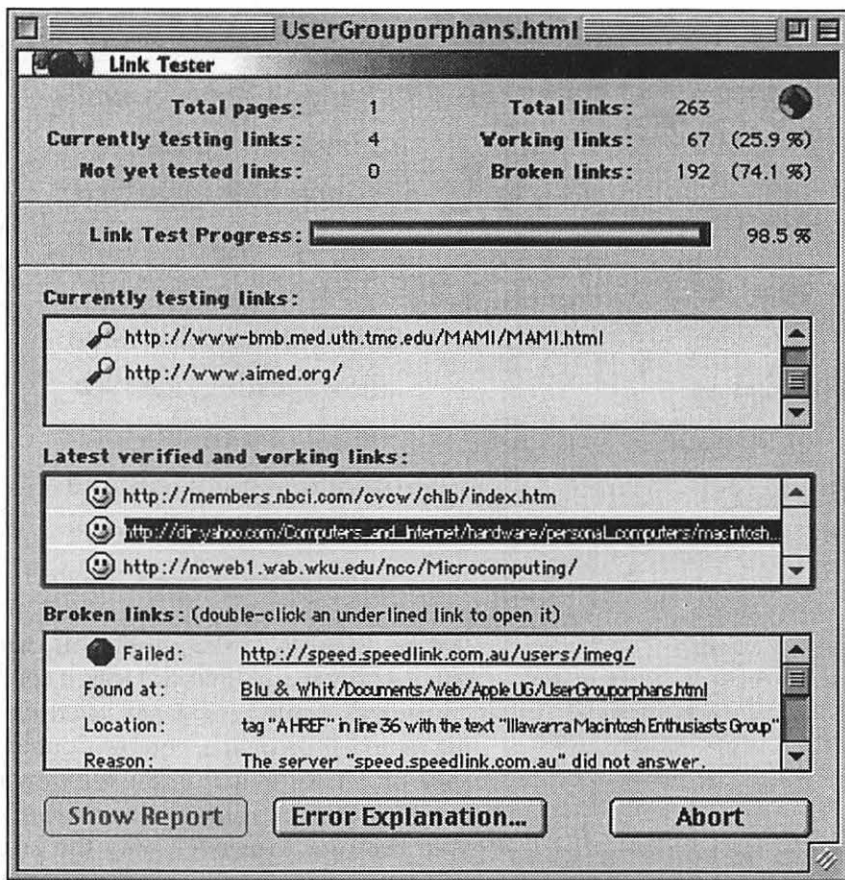 UserGrouporphans.html
Link Tester
Total pages: 1 Total links: 263
Currently testing links: 4 Working links: 67 (25.9 %)
Not yet tested links: 0 Broken links: 192 (74.1 %)
Link Test Progress: 98.5 %
Currently testing links:
http://www-bmb.med.uth.tmc.edu/MAMI/MAMI.html
http://www.aimed.org/
Latest verified and working links:
http://members.nbci.com/cvcw/chlb/index.htm
http://dir.yahoo.com/Computers_and_Internet/hardware/personal_computers/macintosh...
http://ncweb1.wab.wku.edu/ncc/Microcomputing/
Broken links: (double-click an underlined link to open it)
Failed: http://speed.speedlink.com.au/users/imeg/
Found at: Blu & Whit/Documents/Web/Apple UG/UserGrouporphans.html
Location: tag "A HREF" in line 36 with the text "Illawarra Macintosh Enthusiasts Group"
Reason: The server "speed.speedlink.com.au" did not answer.
Show Report Error Explanation... Abort